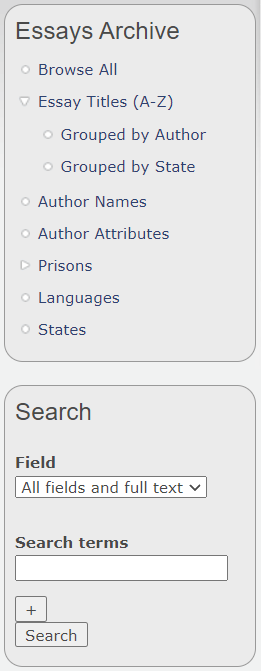 Essays Archive
Browse All
Essay Titles (A-Z)
Grouped by Author
Grouped by State
Author Names
Author Attributes
Prisons
Languages
States
Search
Field
All fields and full text
Search terms
+
Search